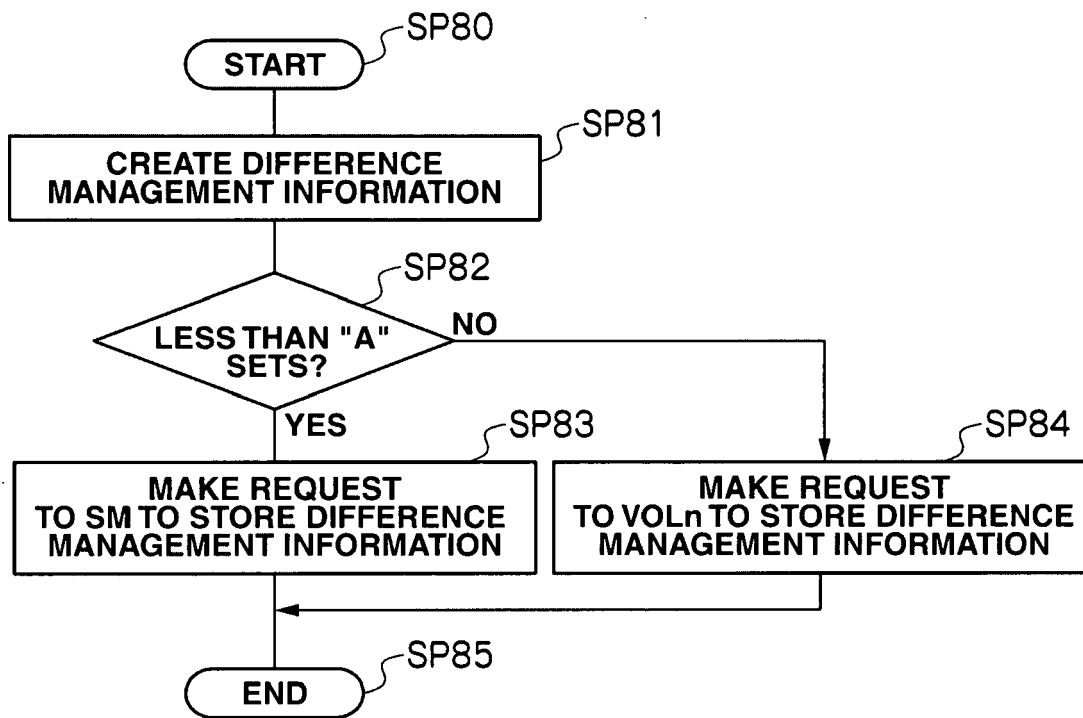 SP80
START
SP81
CREATE DIFFERENCE
MANAGEMENT INFORMATION
SP82
LESS THAN "A"
SETS?
NO
YES
SP83
MAKE REQUEST
TO SM TO STORE DIFFERENCE
MANAGEMENT INFORMATION
SP84
MAKE REQUEST
TO VOLn TO STORE DIFFERENCE
MANAGEMENT INFORMATION
SP85
END